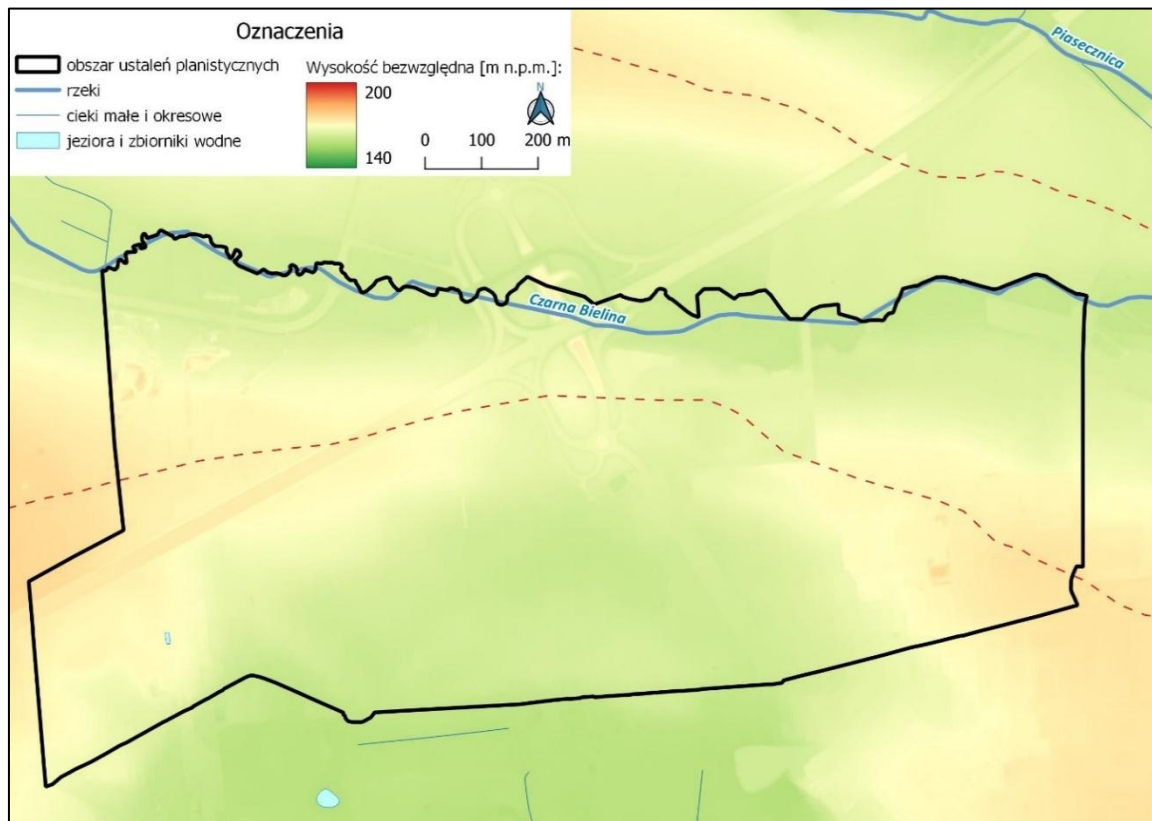 Oznaczenia
obszar ustaleń planistycznych
rzeki
cieki małe i okresowe
jeziora i zbiorniki wodne
Wysokość bezwzględna [m n.p.m.]:
200
140
N
0 100 200 m
Piasecznica
Czarna Bielina